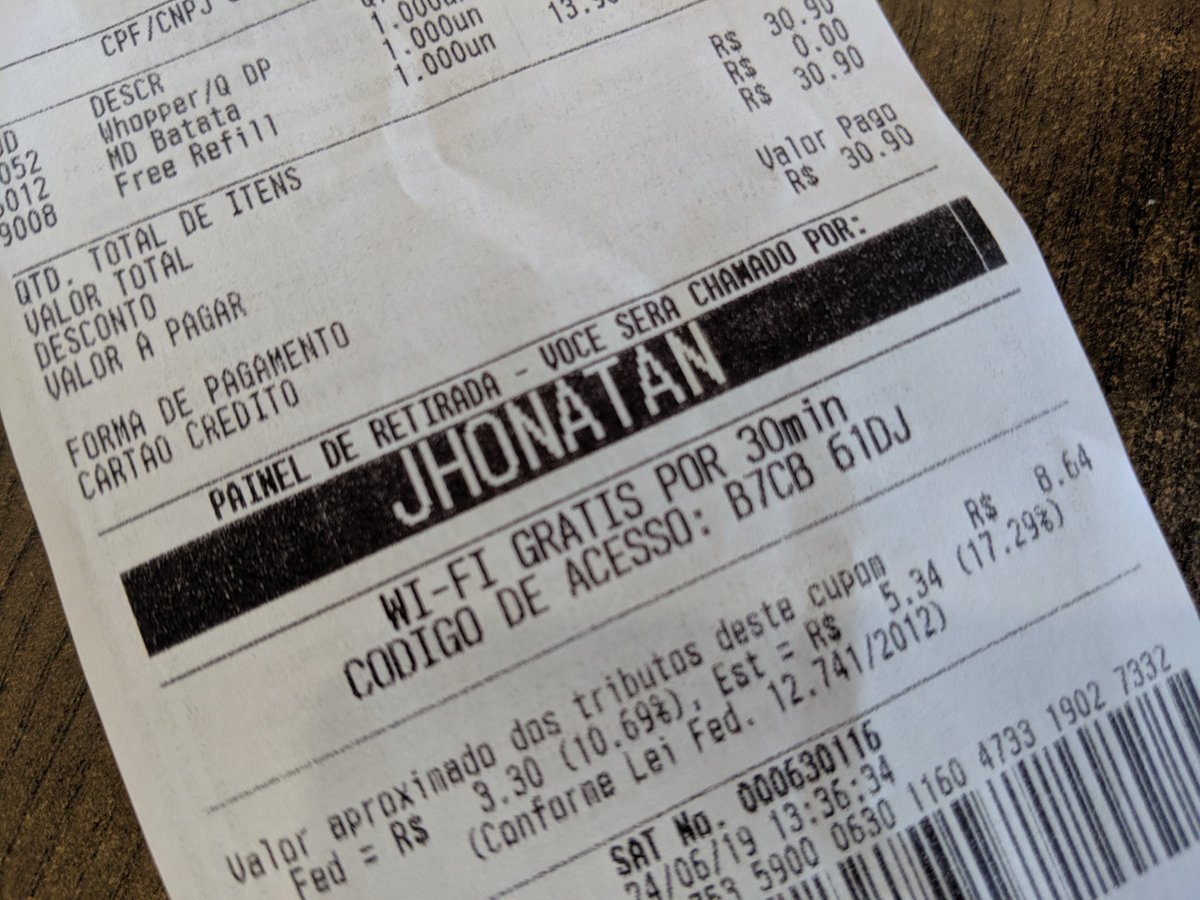 CPF/CNPJ
DESCR
052 Whopper/Q DP 1.000un
6012 MD Batata 1.000un
9008 Free Refill 1.000un
QTD. TOTAL DE ITENS
VALOR TOTAL R$ 30.90
DESCONTO R$ 0.00
VALOR A PAGAR R$ 30.90
FORMA DE PAGAMENTO Valor Pago
CARTAO CREDITO R$ 30.90
PAINEL DE RETIRADA - VOCE SERA CHAMADO POR:
JHONATAN
WI-FI GRATIS POR 30min
CODIGO DE ACESSO: B7CB 61DJ
Valor aproximado dos tributos deste cupom R$ 8.64
Fed = R$ 3.30 (10.69%), Est = R$ 5.34 (17.29%)
(Conforme Lei Fed. 12.741/2012)
SAT No. 000630116
24/06/19 13:36:34
5900 0630 1160 4733 1902 7332